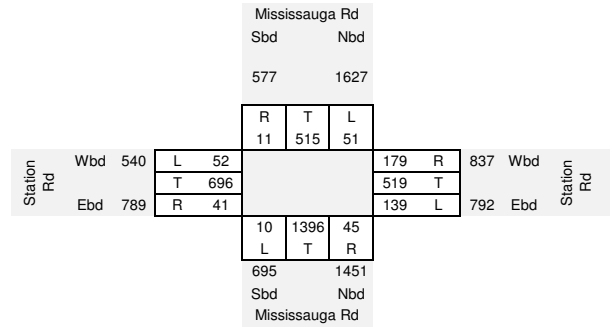 Mississauga Rd
Sbd Nbd
577 1627
R T L
11 515 51
Station Rd
Wbd 540 L 52 179 R 837 Wbd
T 696 519 T
Ebd 789 R 41 139 L 792 Ebd
Station Rd
10 1396 45
L T R
695 1451
Sbd Nbd
Mississauga Rd